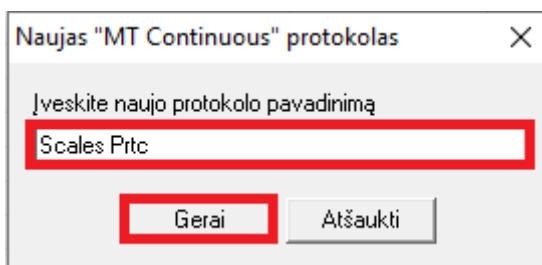 Naujas "MT Continuous" protokolas
Įveskite naujo protokolo pavadinimą
Scales Prtc
Gerai Atšaukti